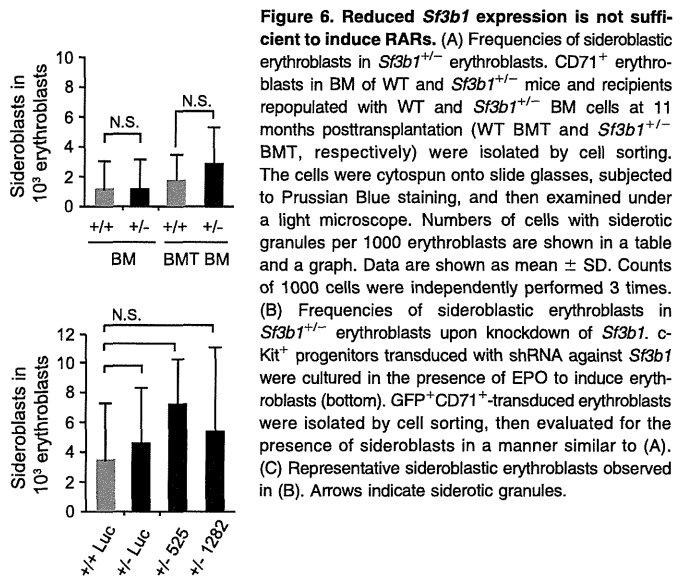 Sideroblasts in
10³ erythroblasts
10
8
6
4
2
0
N.S.
N.S.
+/+ +/- +/+ +/-
BM BMT BM
Sideroblasts in
10³ erythroblasts
12
10
8
6
4
2
0
N.S.
+/+ Luc
+/- Luc
+/- 525
+/- 1282
Figure 6. Reduced Sf3b1 expression is not suffi-
cient to induce RARs. (A) Frequencies of sideroblastic
erythroblasts in Sf3b1+/− erythroblasts. CD71+ erythro-
blasts in BM of WT and Sf3b1+/− mice and recipients
repopulated with WT and Sf3b1+/− BM cells at 11
months posttransplantation (WT BMT and Sf3b1+/−
BMT, respectively) were isolated by cell sorting.
The cells were cytospun onto slide glasses, subjected
to Prussian Blue staining, and then examined under
a light microscope. Numbers of cells with siderotic
granules per 1000 erythroblasts are shown in a table
and a graph. Data are shown as mean ± SD. Counts
of 1000 cells were independently performed 3 times.
(B) Frequencies of sideroblastic erythroblasts in
Sf3b1+/− erythroblasts upon knockdown of Sf3b1. c-
Kit+ progenitors transduced with shRNA against Sf3b1
were cultured in the presence of EPO to induce eryth-
roblasts (bottom). GFP+CD71+-transduced erythroblasts
were isolated by cell sorting, then evaluated for the
presence of sideroblasts in a manner similar to (A).
(C) Representative sideroblastic erythroblasts observed
in (B). Arrows indicate siderotic granules.